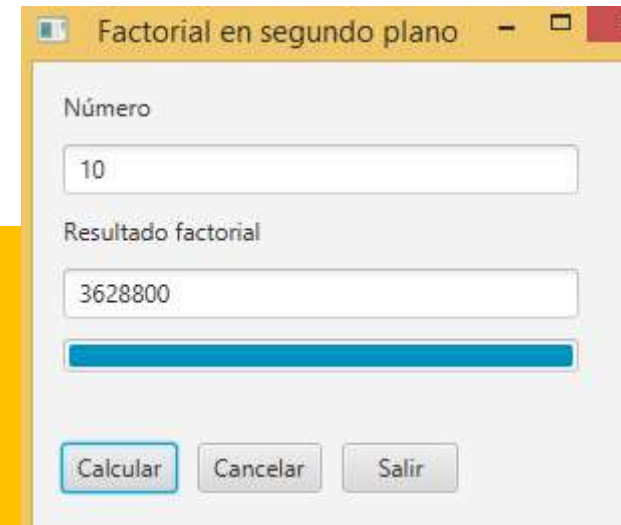 Factorial en segundo plano
Número
10
Resultado factorial
3628800
Calcular Cancelar Salir